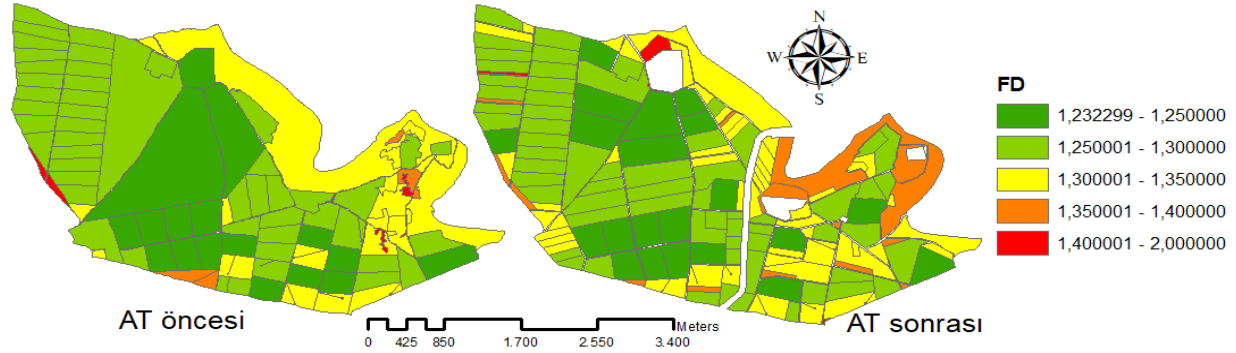 N
W E
S
FD
1,232299 - 1,250000
1,250001 - 1,300000
1,300001 - 1,350000
1,350001 - 1,400000
1,400001 - 2,000000
AT öncesi
AT sonrası
Meters
0 425 850 1.700 2.550 3.400